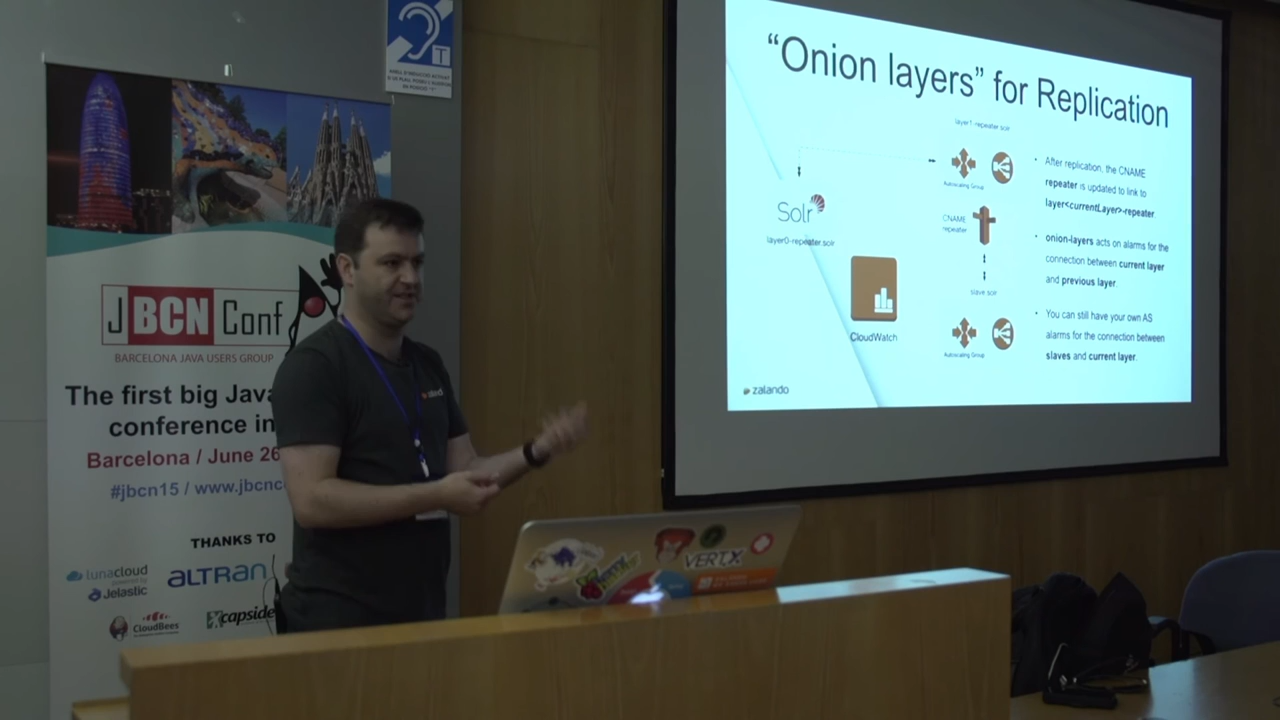 T
JBCNConf
BARCELONA JAVA USERS GROUP
The first big Java
conference in
Barcelona / June 26
#jbcn15 / www.jbcnc
THANKS TO
lunacloud
powered by
Jelastic
ALTRAN
CloudBees
capside
zalando
VERT.X
"Onion layers" for Replication
layer1-repeater.solr
Autoscaling Group
CNAME
repeater
slave solr
Autoscaling Group
Solr
layer0-repeater.solr
CloudWatch
• After replication, the CNAME
repeater is updated to link to
layer<currentLayer>-repeater.
• onion-layers acts on alarms for the
connection between current layer
and previous layer.
• You can still have your own AS
alarms for the connection between
slaves and current layer.
zalando